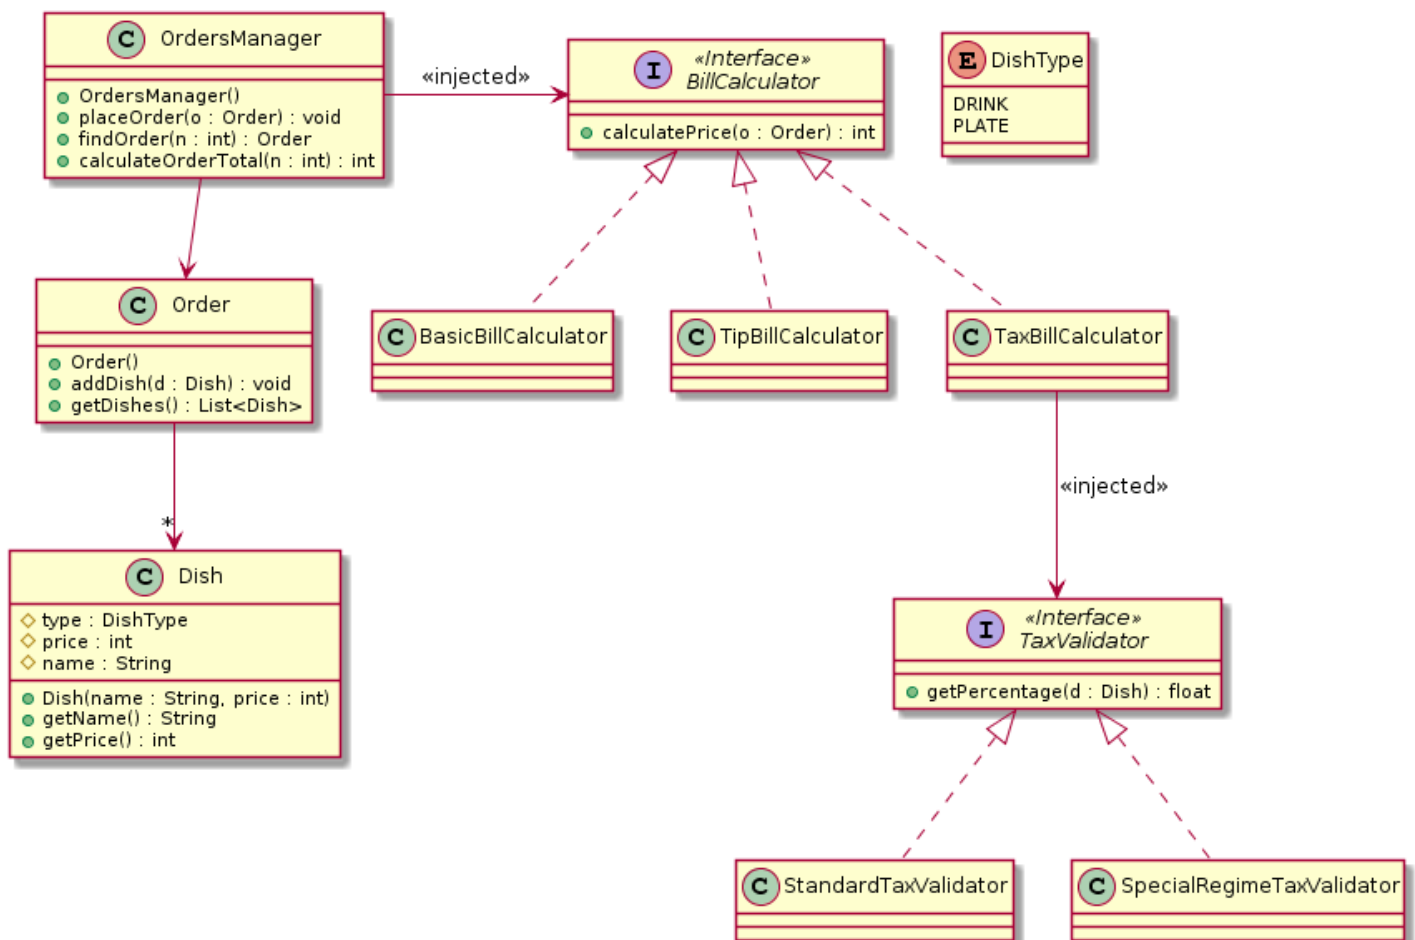 C OrdersManager
OrdersManager()
placeOrder(o : Order) : void
findOrder(n : int) : Order
calculateOrderTotal(n : int) : int
«injected»
I «Interface»
BillCalculator
calculatePrice(o : Order) : int
E DishType
DRINK
PLATE
C Order
Order()
addDish(d : Dish) : void
getDishes() : List<Dish>
C BasicBillCalculator
C TipBillCalculator
C TaxBillCalculator
«injected»
*
C Dish
type : DishType
price : int
name : String
Dish(name : String, price : int)
getName() : String
getPrice() : int
I «Interface»
TaxValidator
getPercentage(d : Dish) : float
C StandardTaxValidator
C SpecialRegimeTaxValidator